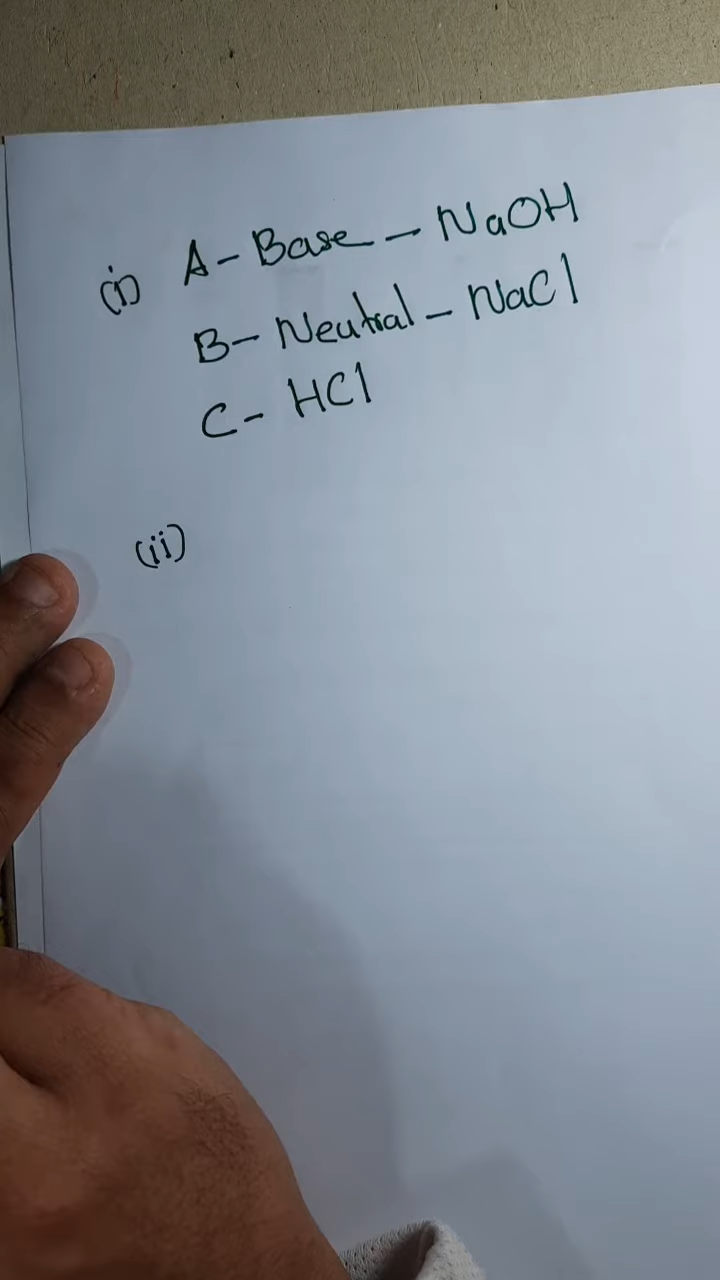 (i) A - Base - NaOH
B - Neutral - NaCl
C - HCl
(ii)